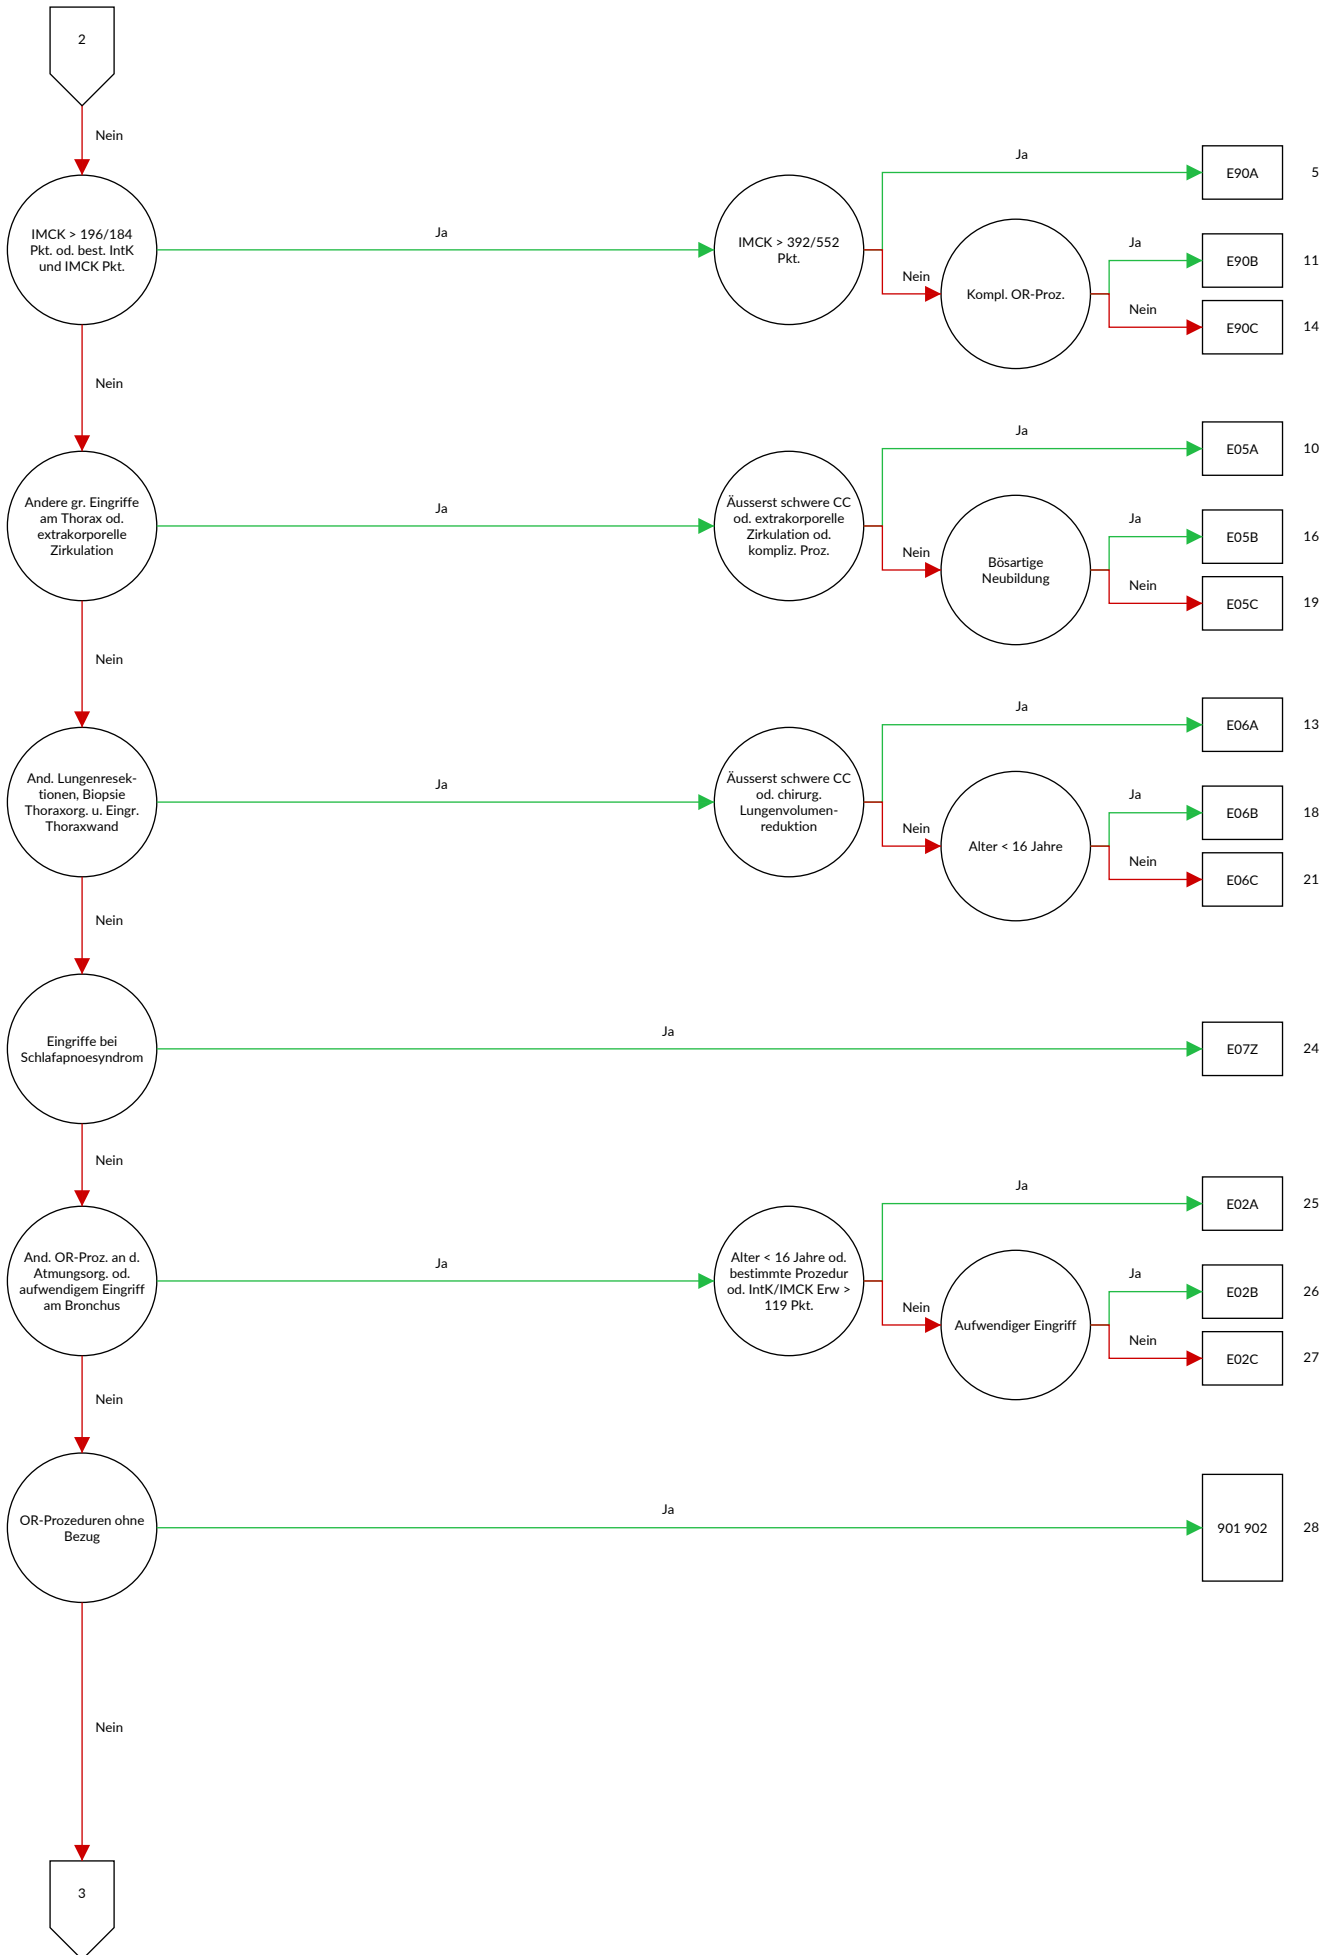 2
Nein
IMCK > 196/184
Pkt. od. best. IntK
und IMCK Pkt.
Ja
IMCK > 392/552
Pkt.
Ja
E90A
5
Nein
Kompl. OR-Proz.
Ja
E90B
11
Nein
E90C
14
Nein
Andere gr. Eingriffe
am Thorax od.
extrakorporelle
Zirkulation
Ja
Äusserst schwere CC
od. extrakorporelle
Zirkulation od.
kompliz. Proz.
Ja
E05A
10
Nein
Bösartige
Neubildung
Ja
E05B
16
Nein
E05C
19
Nein
And. Lungenresek-
tionen, Biopsie
Thoraxorg. u. Eingr.
Thoraxwand
Ja
Äusserst schwere CC
od. chirurg.
Lungenvolumen-
reduktion
Ja
E06A
13
Nein
Alter < 16 Jahre
Ja
E06B
18
Nein
E06C
21
Nein
Eingriffe bei
Schlafapnoesyndrom
Ja
E07Z
24
Nein
And. OR-Proz. an d.
Atmungsorg. od.
aufwendigem Eingriff
am Bronchus
Ja
Alter < 16 Jahre od.
bestimmte Prozedur
od. IntK/IMCK Erw >
119 Pkt.
Ja
E02A
25
Nein
Aufwendiger Eingriff
Ja
E02B
26
Nein
E02C
27
Nein
OR-Prozeduren ohne
Bezug
Ja
901 902
28
Nein
3